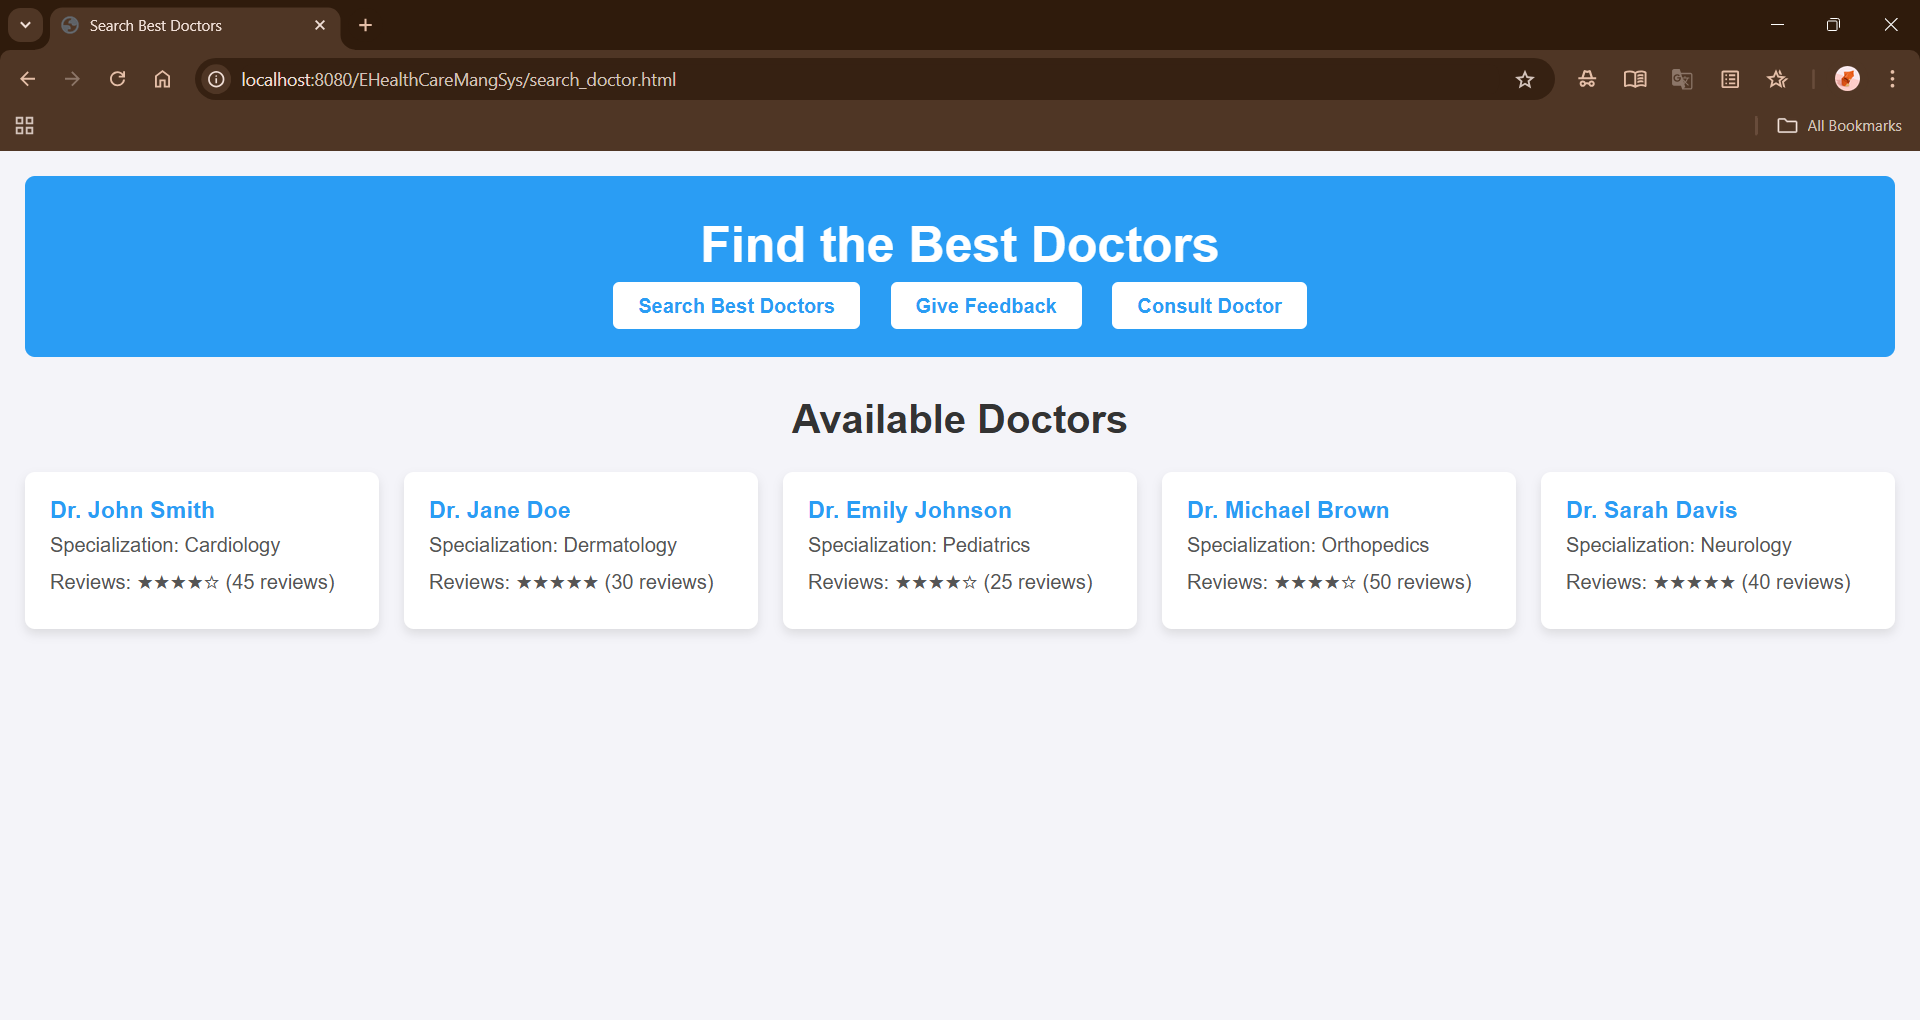 Search Best Doctors
localhost:8080/EHealthCareMangSys/search_doctor.html
All Bookmarks
Find the Best Doctors
Search Best Doctors Give Feedback Consult Doctor
Available Doctors
Dr. John Smith
Specialization: Cardiology
Reviews: ★★★★☆ (45 reviews)
Dr. Jane Doe
Specialization: Dermatology
Reviews: ★★★★★ (30 reviews)
Dr. Emily Johnson
Specialization: Pediatrics
Reviews: ★★★★☆ (25 reviews)
Dr. Michael Brown
Specialization: Orthopedics
Reviews: ★★★★☆ (50 reviews)
Dr. Sarah Davis
Specialization: Neurology
Reviews: ★★★★★ (40 reviews)